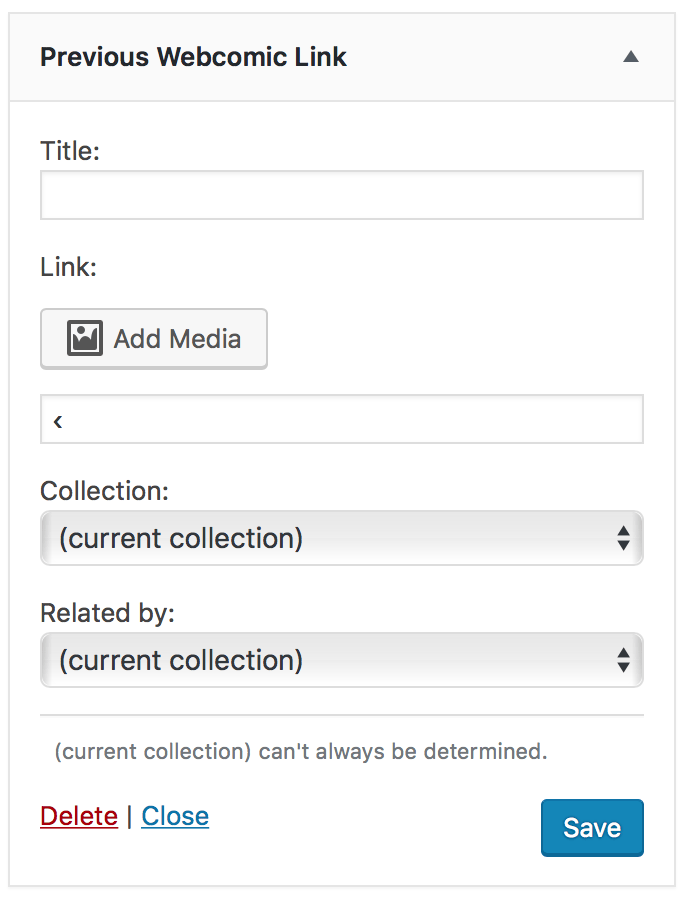 Previous Webcomic Link
Title:
Link:
Add Media
‹
Collection:
(current collection)
Related by:
(current collection)
(current collection) can't always be determined.
Delete | Close
Save